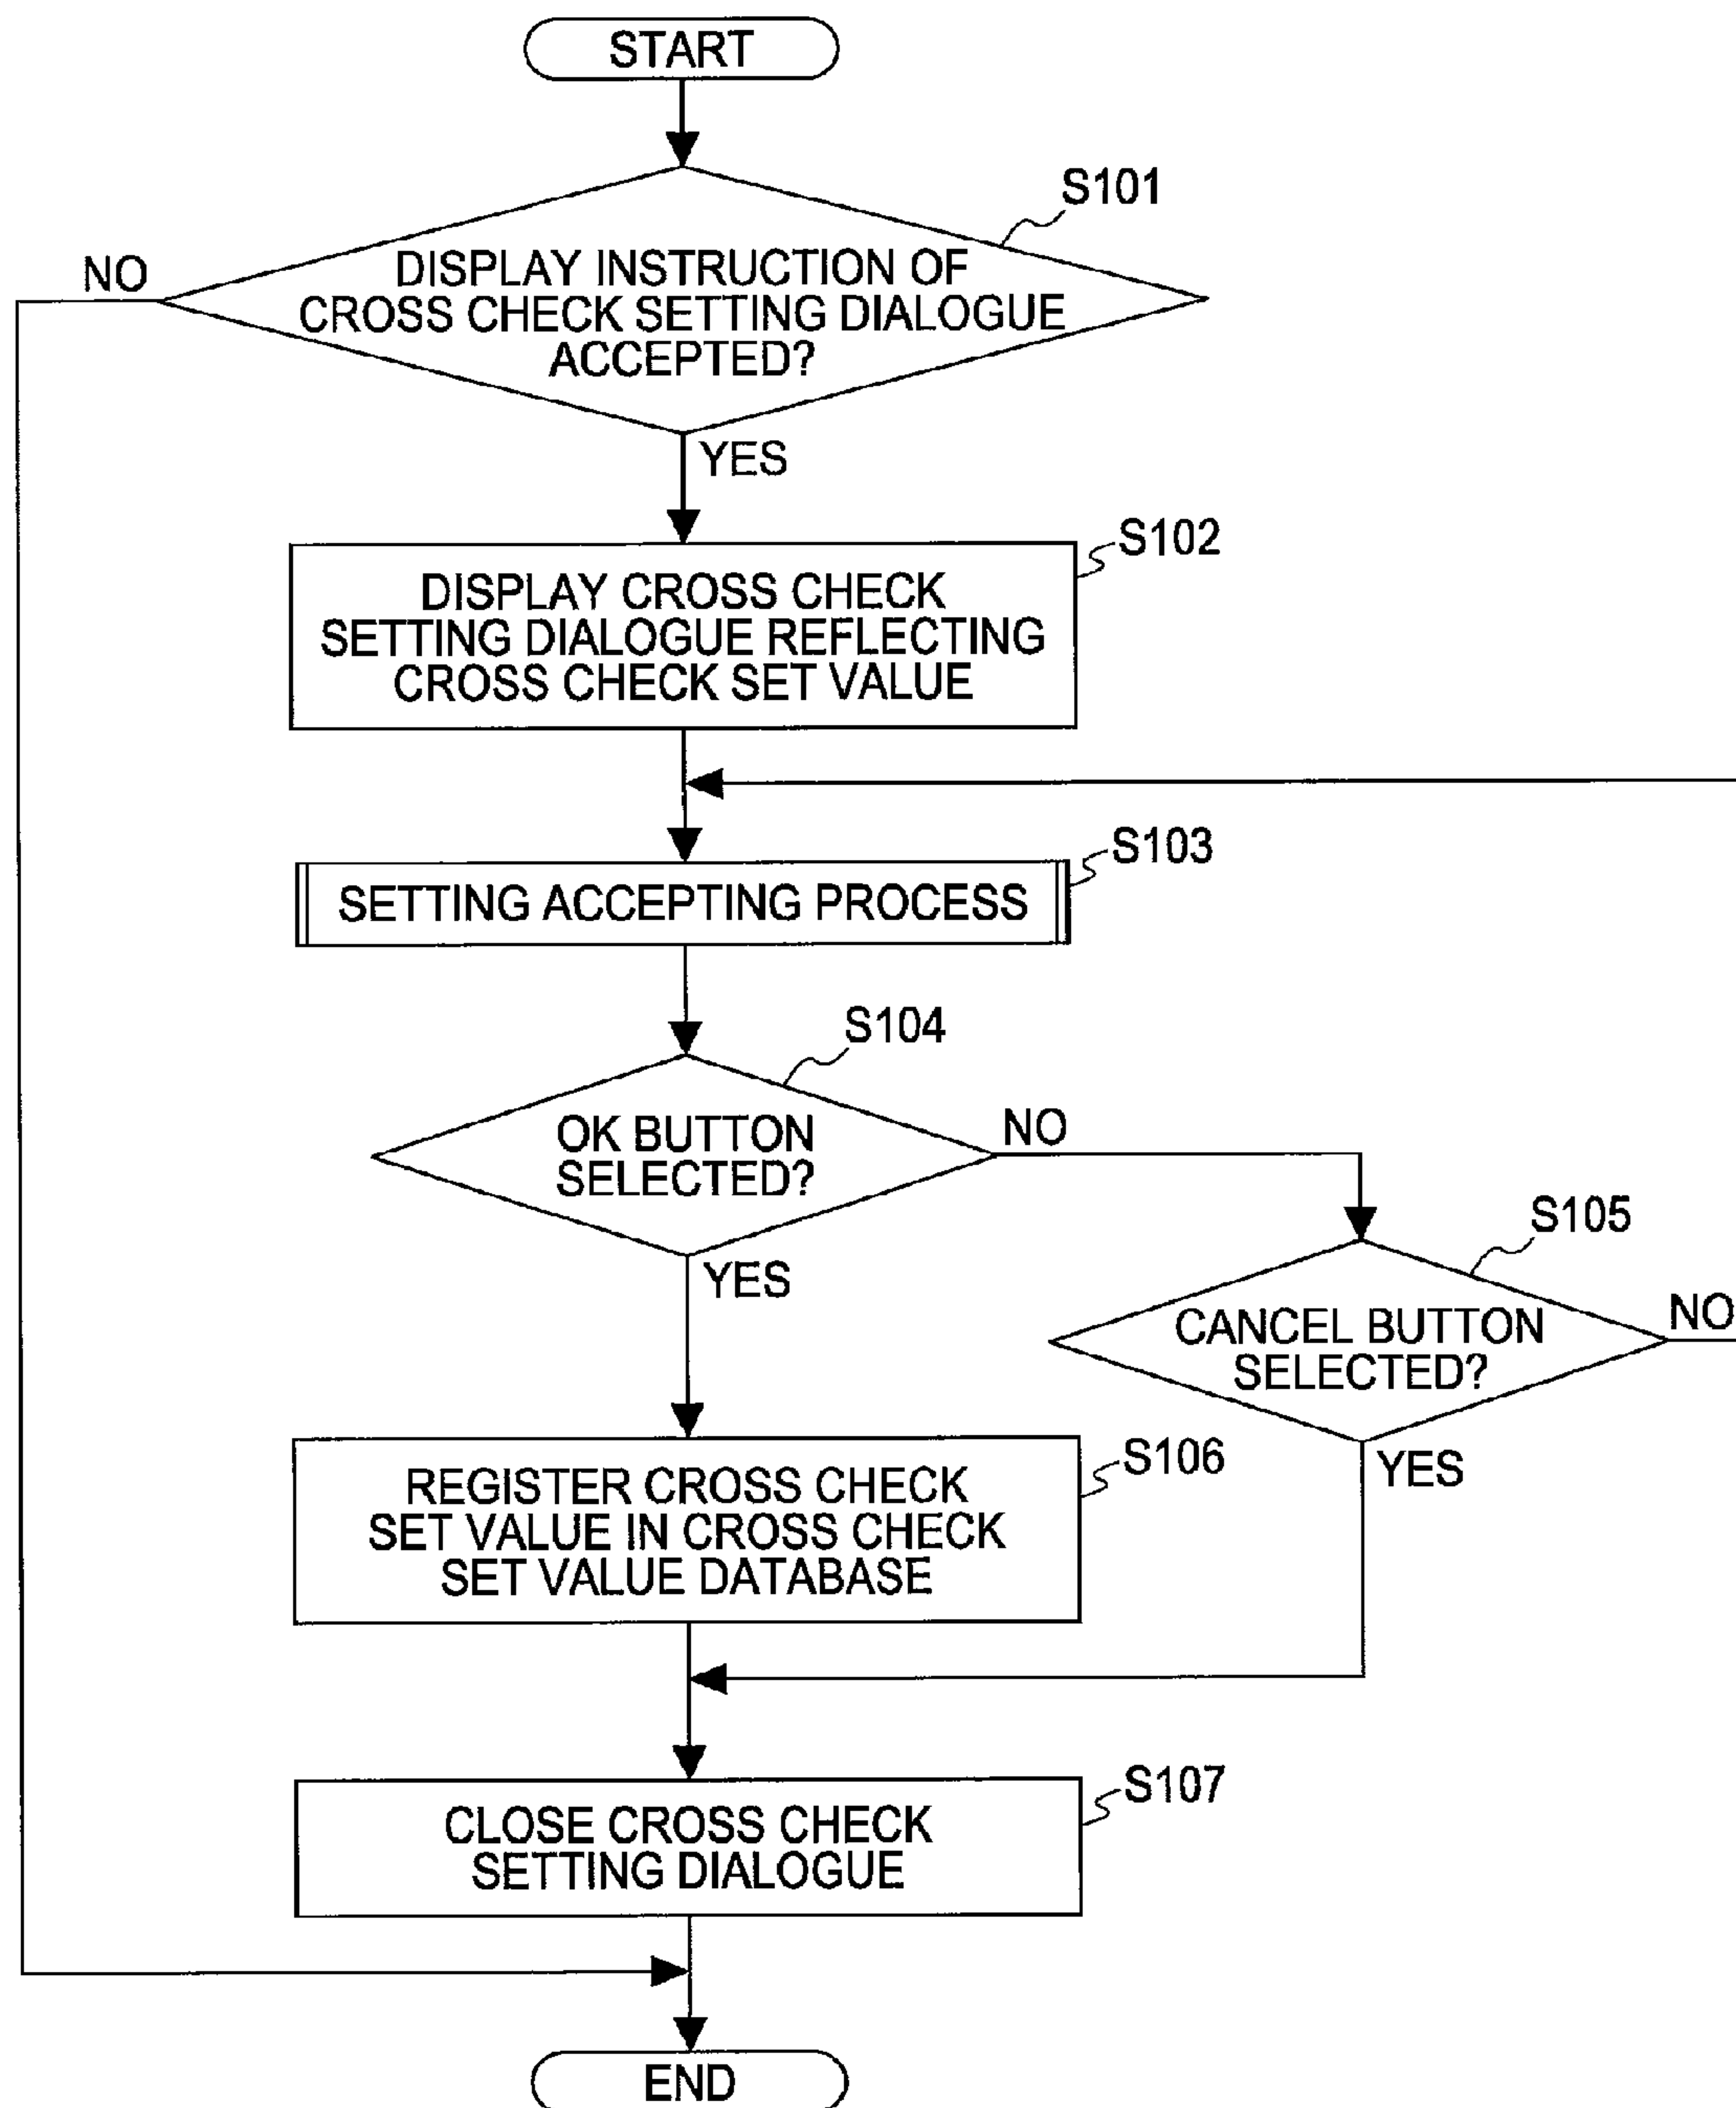 START
S101
NO
DISPLAY INSTRUCTION OF
CROSS CHECK SETTING DIALOGUE
ACCEPTED?
YES
S102
DISPLAY CROSS CHECK
SETTING DIALOGUE REFLECTING
CROSS CHECK SET VALUE
S103
SETTING ACCEPTING PROCESS
S104
OK BUTTON
SELECTED?
NO
YES
S105
CANCEL BUTTON
SELECTED?
NO
YES
S106
REGISTER CROSS CHECK
SET VALUE IN CROSS CHECK
SET VALUE DATABASE
S107
CLOSE CROSS CHECK
SETTING DIALOGUE
END